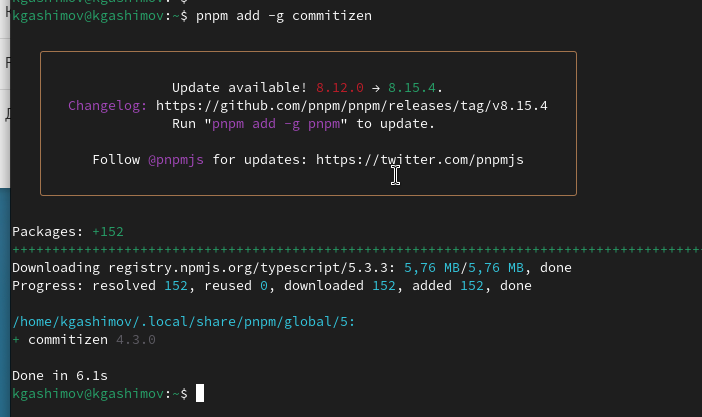 kgashimov@kgashimov:~$ pnpm add -g commitizen
Update available! 8.12.0 → 8.15.4.
Changelog: https://github.com/pnpm/pnpm/releases/tag/v8.15.4
Run "pnpm add -g pnpm" to update.
Follow @pnpmjs for updates: https://twitter.com/pnpmjs
Packages: +152
++++++++++++++++++++++++++++++++++++++++++++++++++++++++++++++++++++++++++++++++++++++
Downloading registry.npmjs.org/typescript/5.3.3: 5,76 MB/5,76 MB, done
Progress: resolved 152, reused 0, downloaded 152, added 152, done
/home/kgashimov/.local/share/pnpm/global/5:
+ commitizen 4.3.0
Done in 6.1s
kgashimov@kgashimov:~$